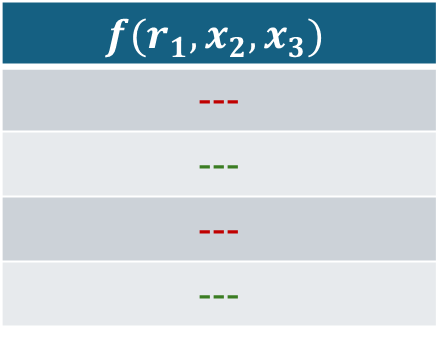 f(r₁, x₂, x₃)
---
---
---
---